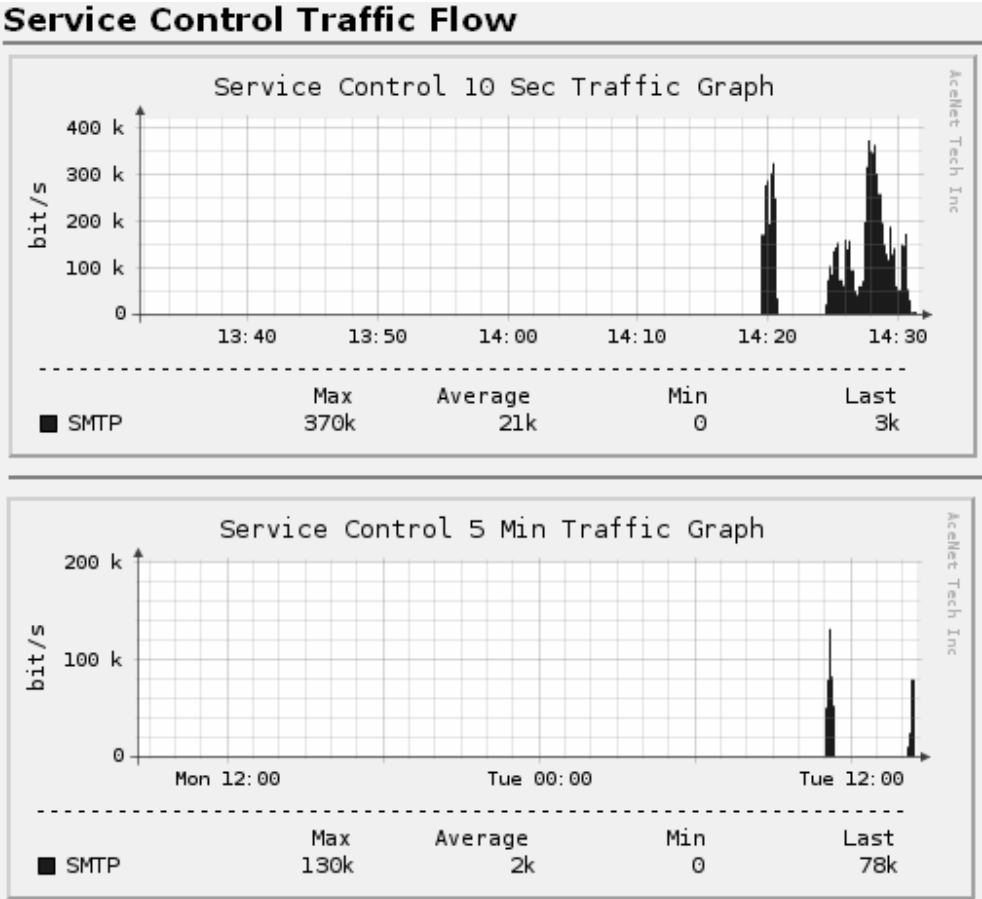 Service Control Traffic Flow
Service Control 10 Sec Traffic Graph
AceNet Tech Inc
bit/s
400 k
300 k
200 k
100 k
0
13:40 13:50 14:00 14:10 14:20 14:30
Max Average Min Last
SMTP 370k 21k 0 3k
Service Control 5 Min Traffic Graph
AceNet Tech Inc
bit/s
200 k
100 k
0
Mon 12:00 Tue 00:00 Tue 12:00
Max Average Min Last
SMTP 130k 2k 0 78k